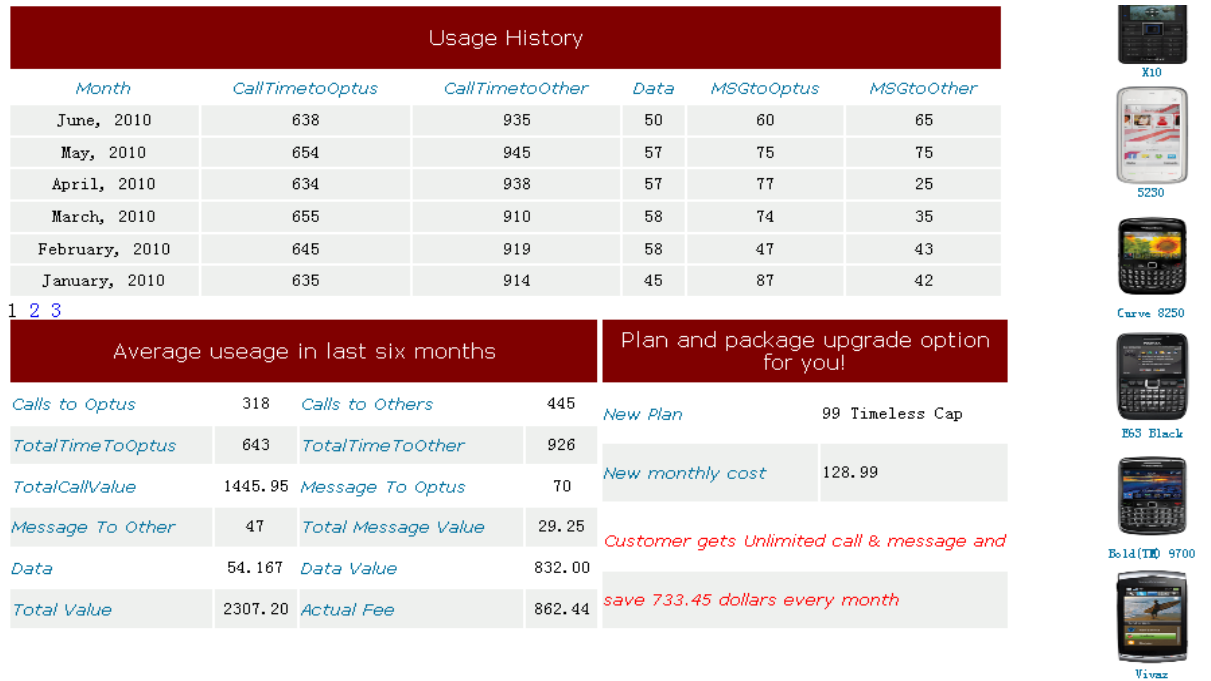 Usage History
Month CallTimetoOptus CallTimetoOther Data MSGtoOptus MSGtoOther
June, 2010 638 935 50 60 65
May, 2010 654 945 57 75 75
April, 2010 634 938 57 77 25
March, 2010 655 910 58 74 35
February, 2010 645 919 58 47 43
January, 2010 635 914 45 87 42
1 2 3
Average useage in last six months
Calls to Optus 318 Calls to Others 445
TotalTimeToOptus 643 TotalTimeToOther 926
TotalCallValue 1445.95 Message To Optus 70
Message To Other 47 Total Message Value 29.25
Data 54.167 Data Value 832.00
Total Value 2307.20 Actual Fee 862.44
Plan and package upgrade option
for you!
New Plan 99 Timeless Cap
New monthly cost 128.99
Customer gets Unlimited call & message and
save 733.45 dollars every month
X10
5230
Curve 8250
E63 Black
Bold(TM) 9700
Vivaz